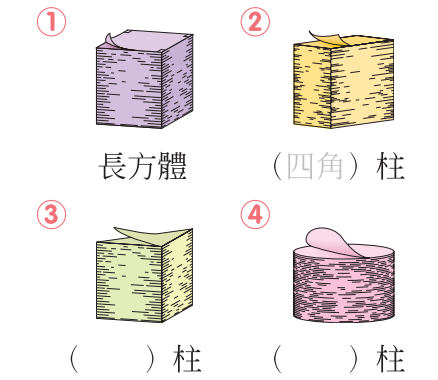 ① ②
長方體 （四角）柱
③ ④
（ ）柱 （ ）柱